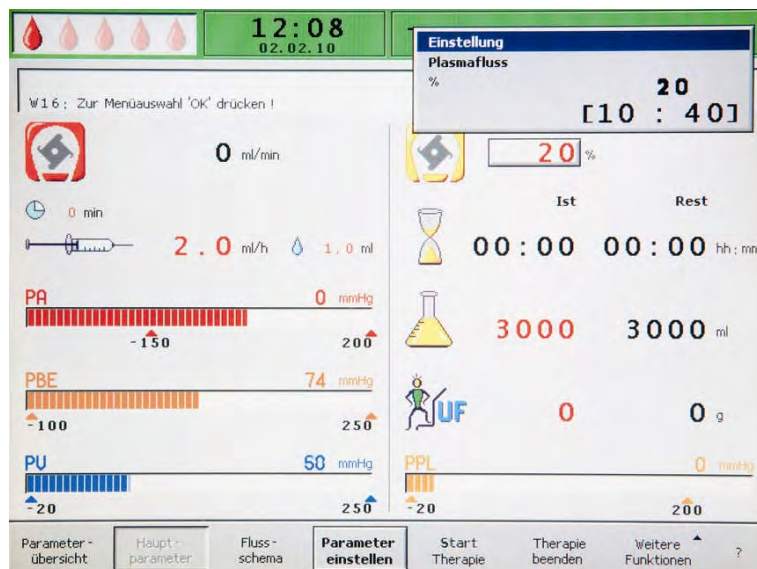 12:08
02.02.10
Einstellung
Plasmafluss
% 20
[10 : 40]
W16: Zur Menüauswahl 'OK' drücken !
0 ml/min
20 %
0 min
Ist Rest
2.0 ml/h 1.0 ml
00:00 00:00 hh:mm
PA 0 mmHg
-150 200
3000 3000 ml
PBE 74 mmHg
-100 250
UF 0 0 g
PV 50 mmHg
-20 250
PPL 0 mmHg
-20 200
Parameter-
übersicht
Haupt-
parameter
Fluss-
schema
Parameter
einstellen
Start
Therapie
Therapie
beenden
Weitere
Funktionen
?